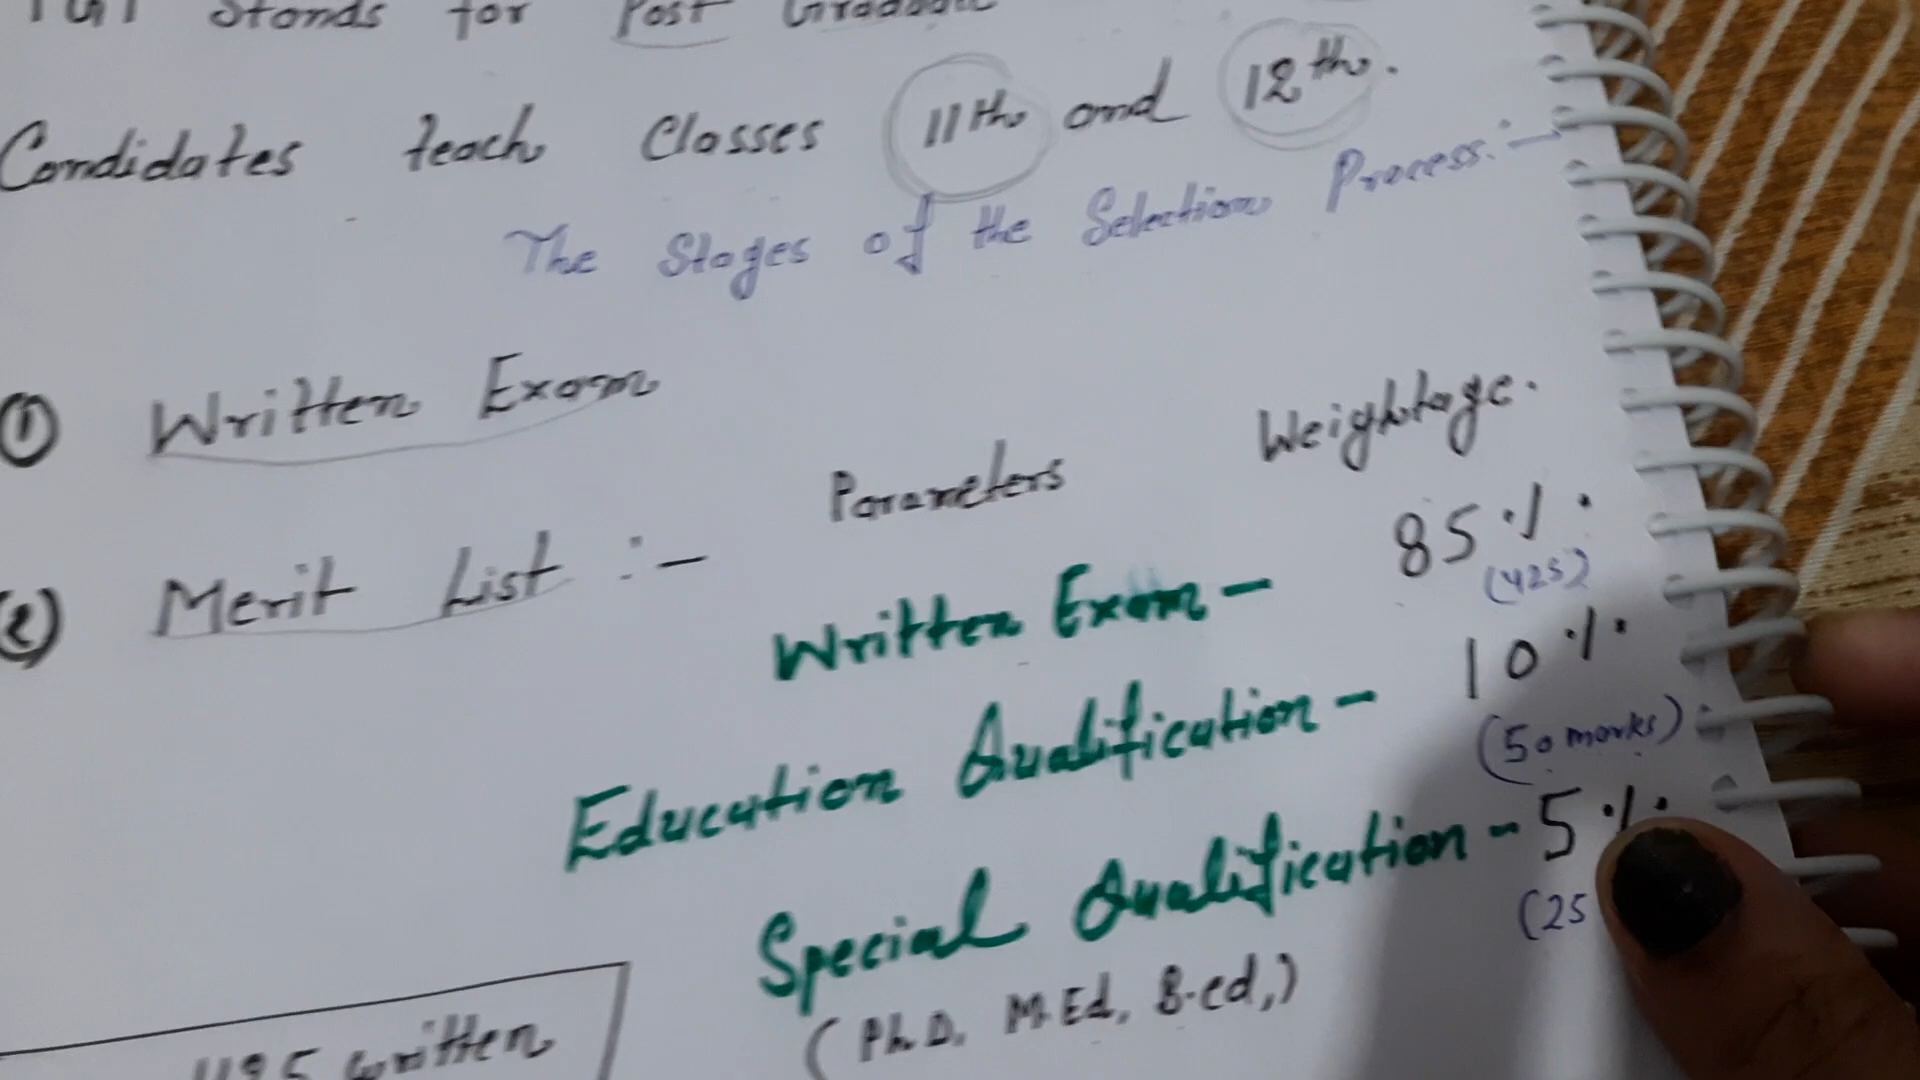 Stands for Post Graduate
Candidates teach Classes 11th and 12th.
The Stages of the Selection Process:-
(1) Written Exam
Parameters Weightage.
(2) Merit List :-
Written Exam - 85%.
(425)
Education Qualification - 10%.
(50 marks)
Special Qualification - 5%.
(25
(Ph.D, M.Ed, B.ed,)
425 written